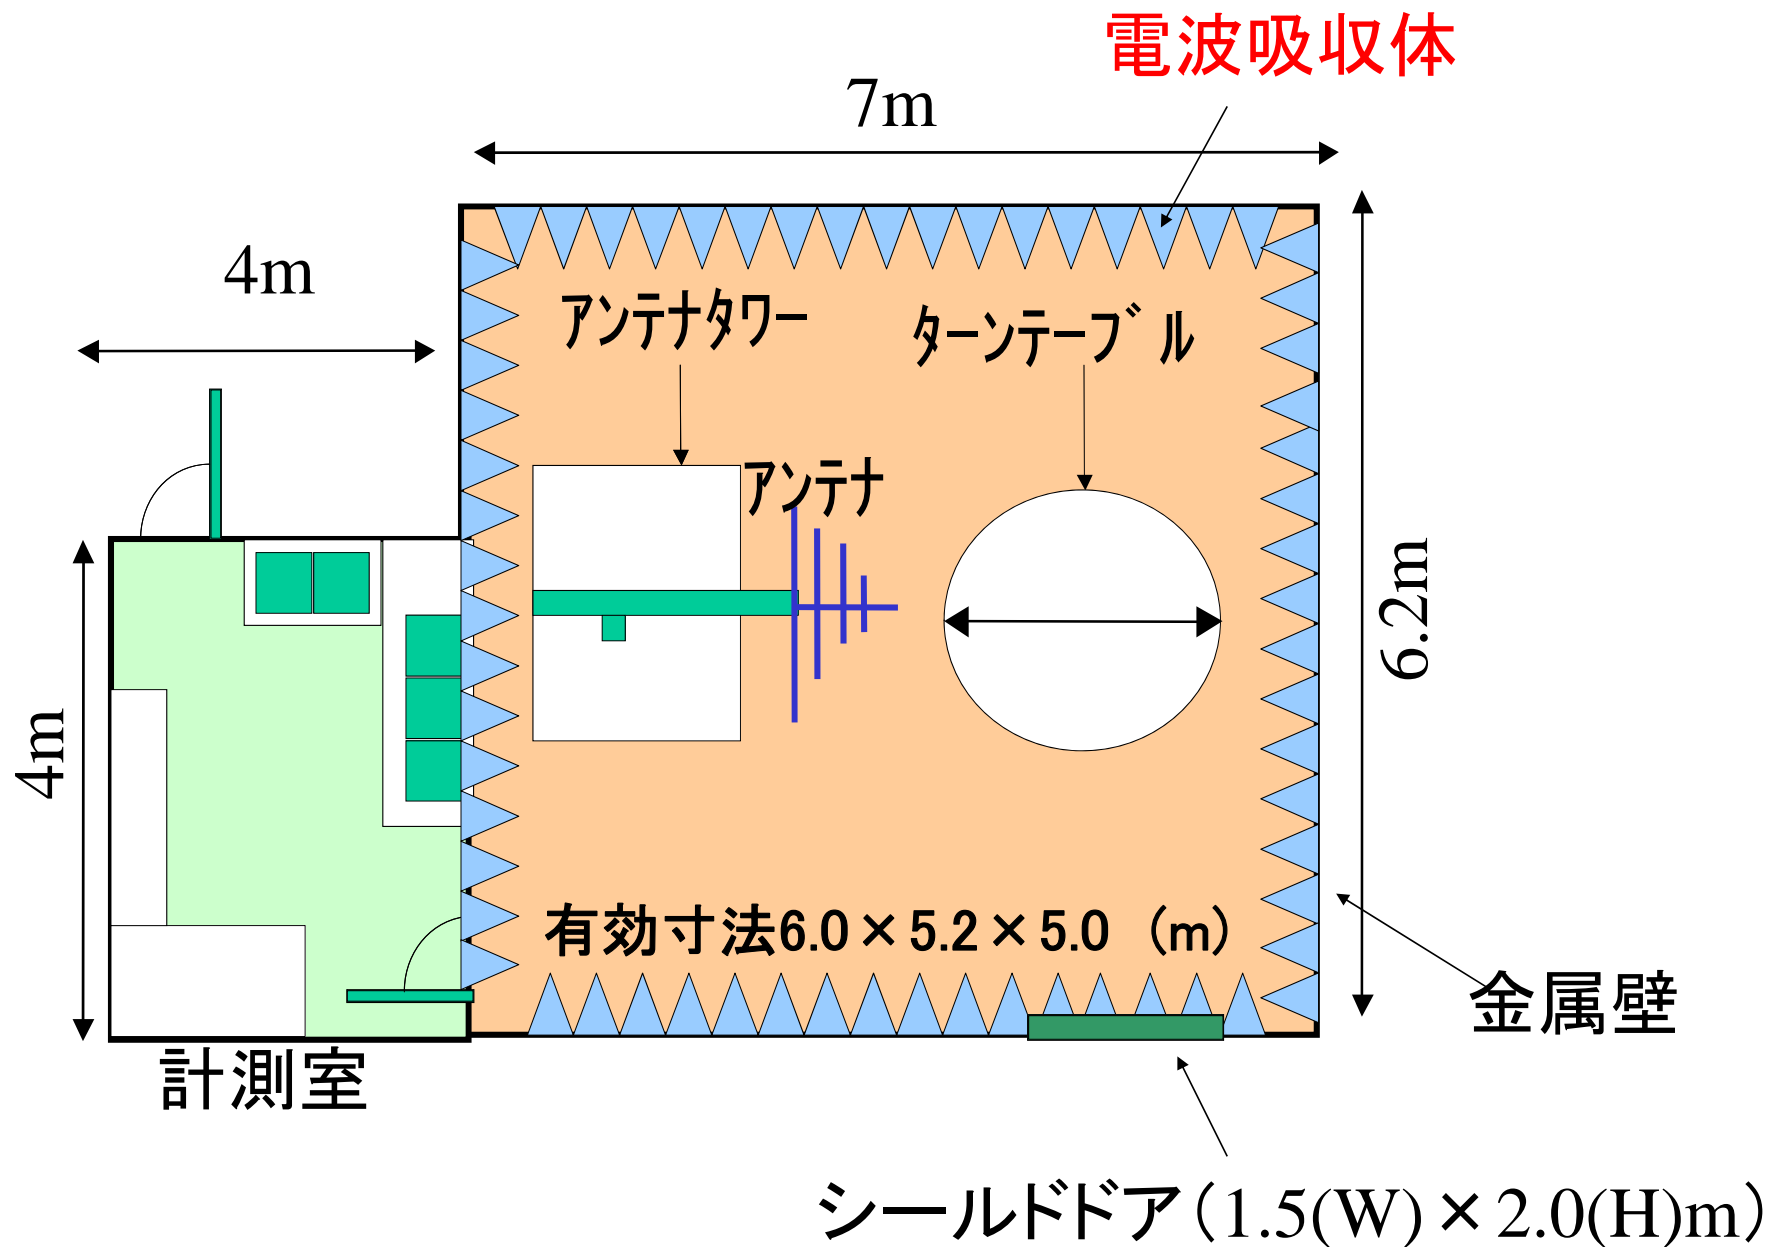 電波吸収体
7m
4m
アンテナタワー
ターンテーブル
アンテナ
6.2m
4m
有効寸法6.0×5.2×5.0 (m)
金属壁
計測室
シールドドア(1.5(W)×2.0(H)m)